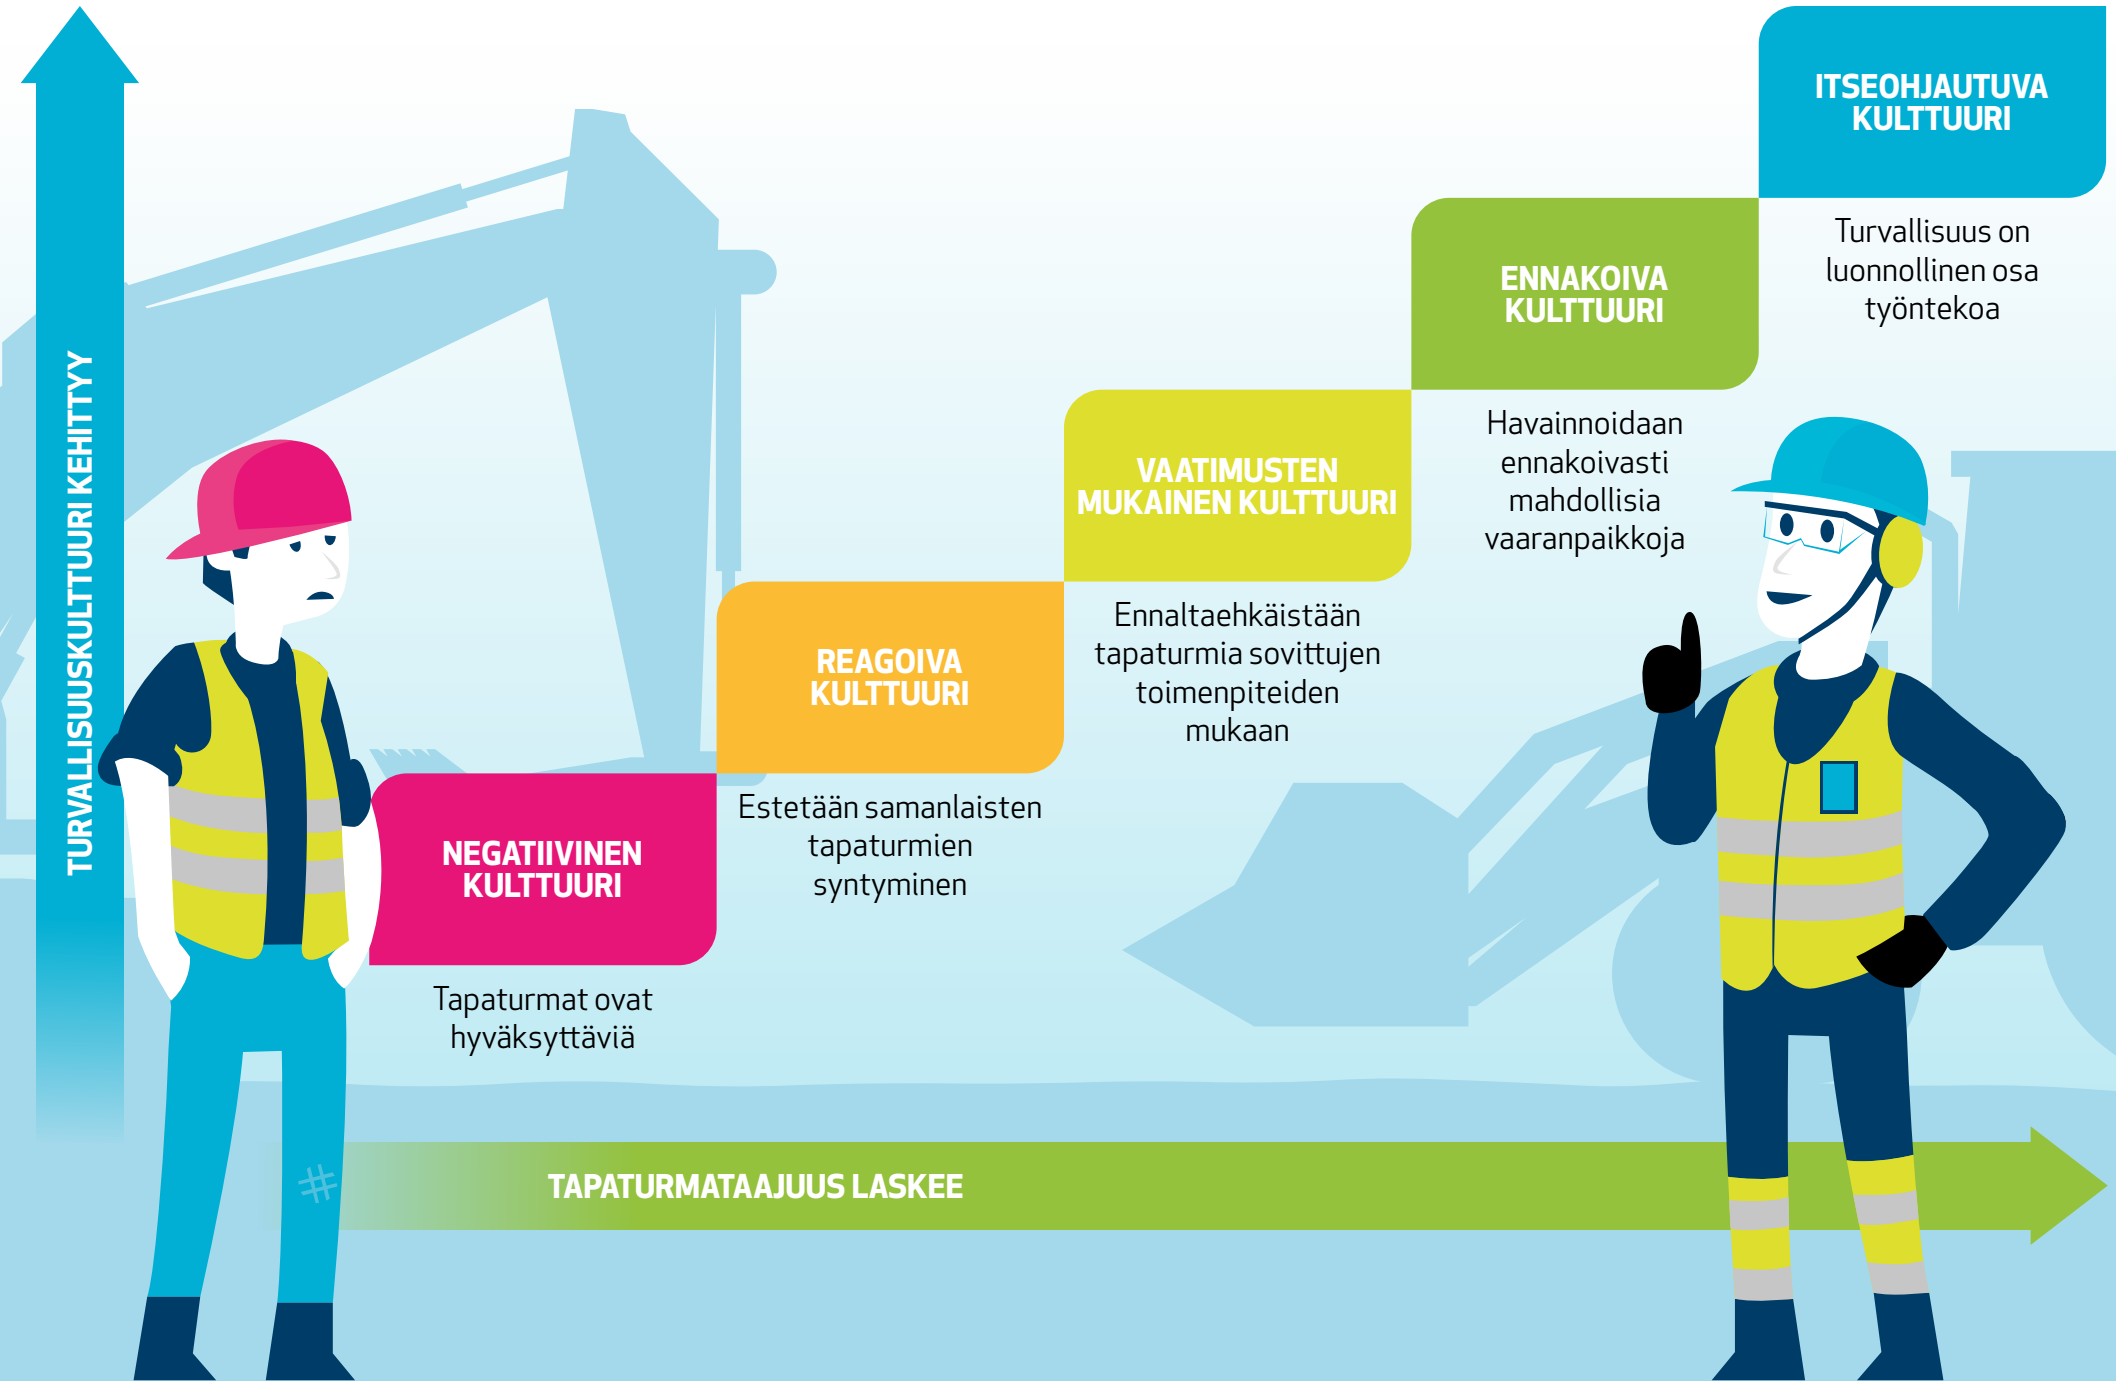 TURVALLISUUSKULTTUURI KEHITTYY
NEGATIIVINEN
KULTTUURI
Tapaturmat ovat
hyväksyttäviä
REAGOIVA
KULTTUURI
Estetään samanlaisten
tapaturmien
syntyminen
VAATIMUSTEN
MUKAINEN KULTTUURI
Ennaltaehkäistään
tapaturmia sovittujen
toimenpiteiden
mukaan
ENNAKOIVA
KULTTUURI
Havainnoidaan
ennakoivasti
mahdollisia
vaaranpaikkoja
ITSEOHJAUTUVA
KULTTUURI
Turvallisuus on
luonnollinen osa
työntekoa
#
TAPATURMATAAJUUS LASKEE